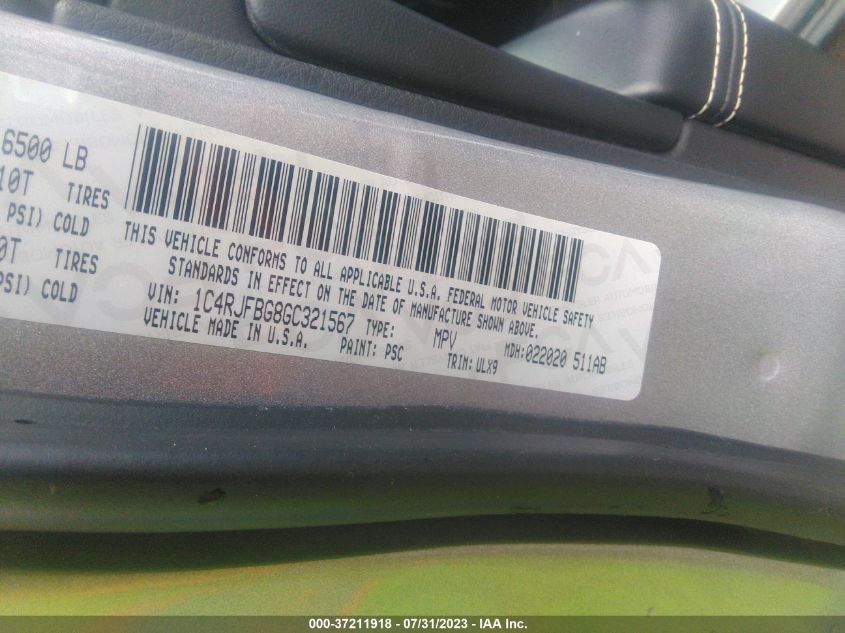 6500 LB
10T TIRES
PSI) COLD
0T TIRES
PSI) COLD
THIS VEHICLE CONFORMS TO ALL APPLICABLE U.S.A. FEDERAL MOTOR VEHICLE SAFETY
STANDARDS IN EFFECT ON THE DATE OF MANUFACTURE SHOWN ABOVE.
VIN: 1C4RJFBG8GC321567 TYPE: MPV MDH:022020 511AB
VEHICLE MADE IN U.S.A. PAINT: PSC TRIM: ULX9
000-37211918 - 07/31/2023 - IAA Inc.